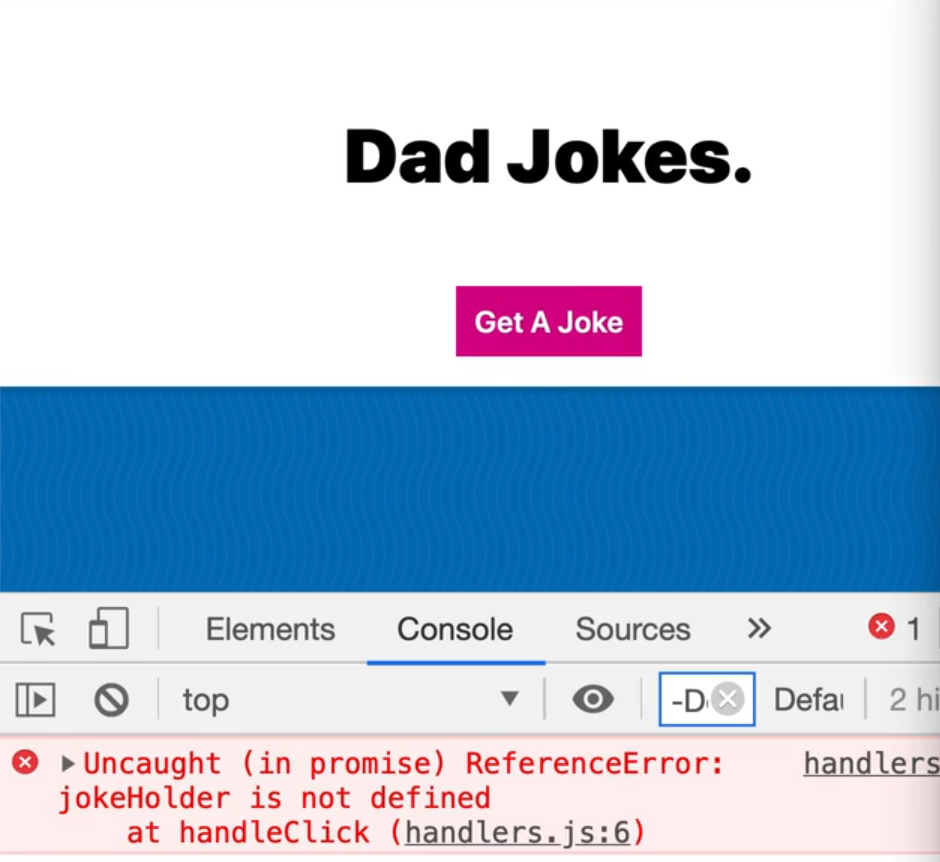 Dad Jokes.
Get A Joke
Elements Console Sources » 1
top ▼ -D Defau 2 hi
▶Uncaught (in promise) ReferenceError: handlers
jokeHolder is not defined
at handleClick (handlers.js:6)